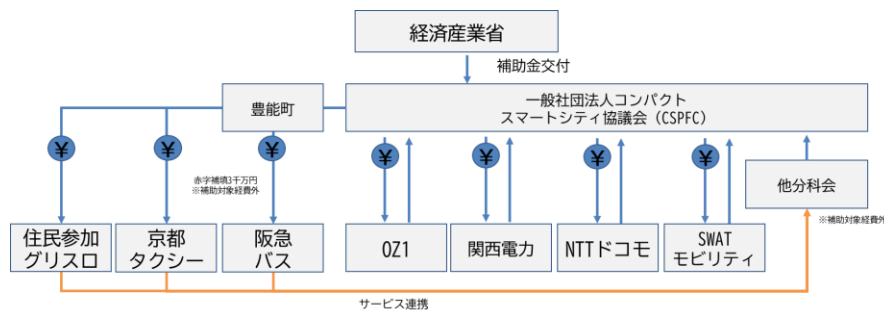 経済産業省
補助金交付
豊能町
一般社団法人コンパクト
スマートシティ協議会（CSPFC）
¥
¥
¥
¥
¥
¥
¥
赤字補填3千万円
※補助対象経費外
他分科会
※補助対象経費外
住民参加
グリスロ
京都
タクシー
阪急
バス
OZ1
関西電力
NTTドコモ
SWAT
モビリティ
サービス連携